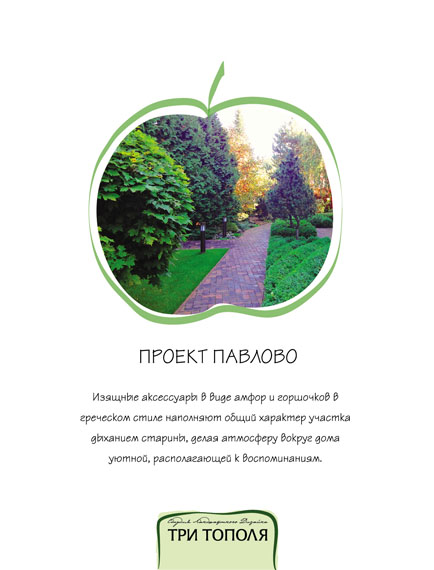 ПРОЕКТ ПАВЛОВО
Изящные аксессуары в виде амфор и горшочков в
греческом стиле наполняют общий характер участка
дыханием старины, делая атмосферу вокруг дома
уютной, располагающей к воспоминаниям.
Студия Ландшафтного Дизайна
ТРИ ТОПОЛЯ